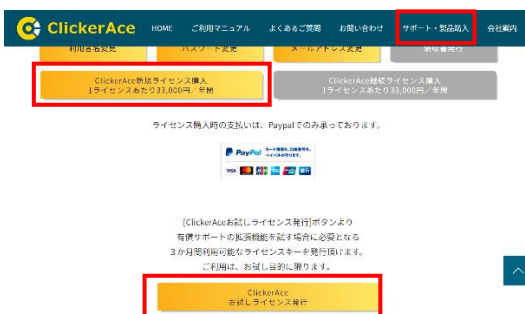 ClickerAce HOME ご利用マニュアル よくあるご質問 お問い合わせ サポート・製品購入 会社案内
利用者名変更 パスワード変更 メールアドレス変更 領収書発行
ClickerAce新規ライセンス購入
1ライセンスあたり33,000円／年間
ClickerAce継続ライセンス購入
1ライセンスあたり33,000円／年間
ライセンス購入時の支払いは、Paypalでのみ承っております。
PayPal
VISA
[ClickerAceお試しライセンス発行]ボタンより
有償サポートの拡張機能を試す場合に必要となる
3か月間利用可能なライセンスキーを発行頂けます。
ご利用は、お試し目的に限ります。
ClickerAce
お試しライセンス発行